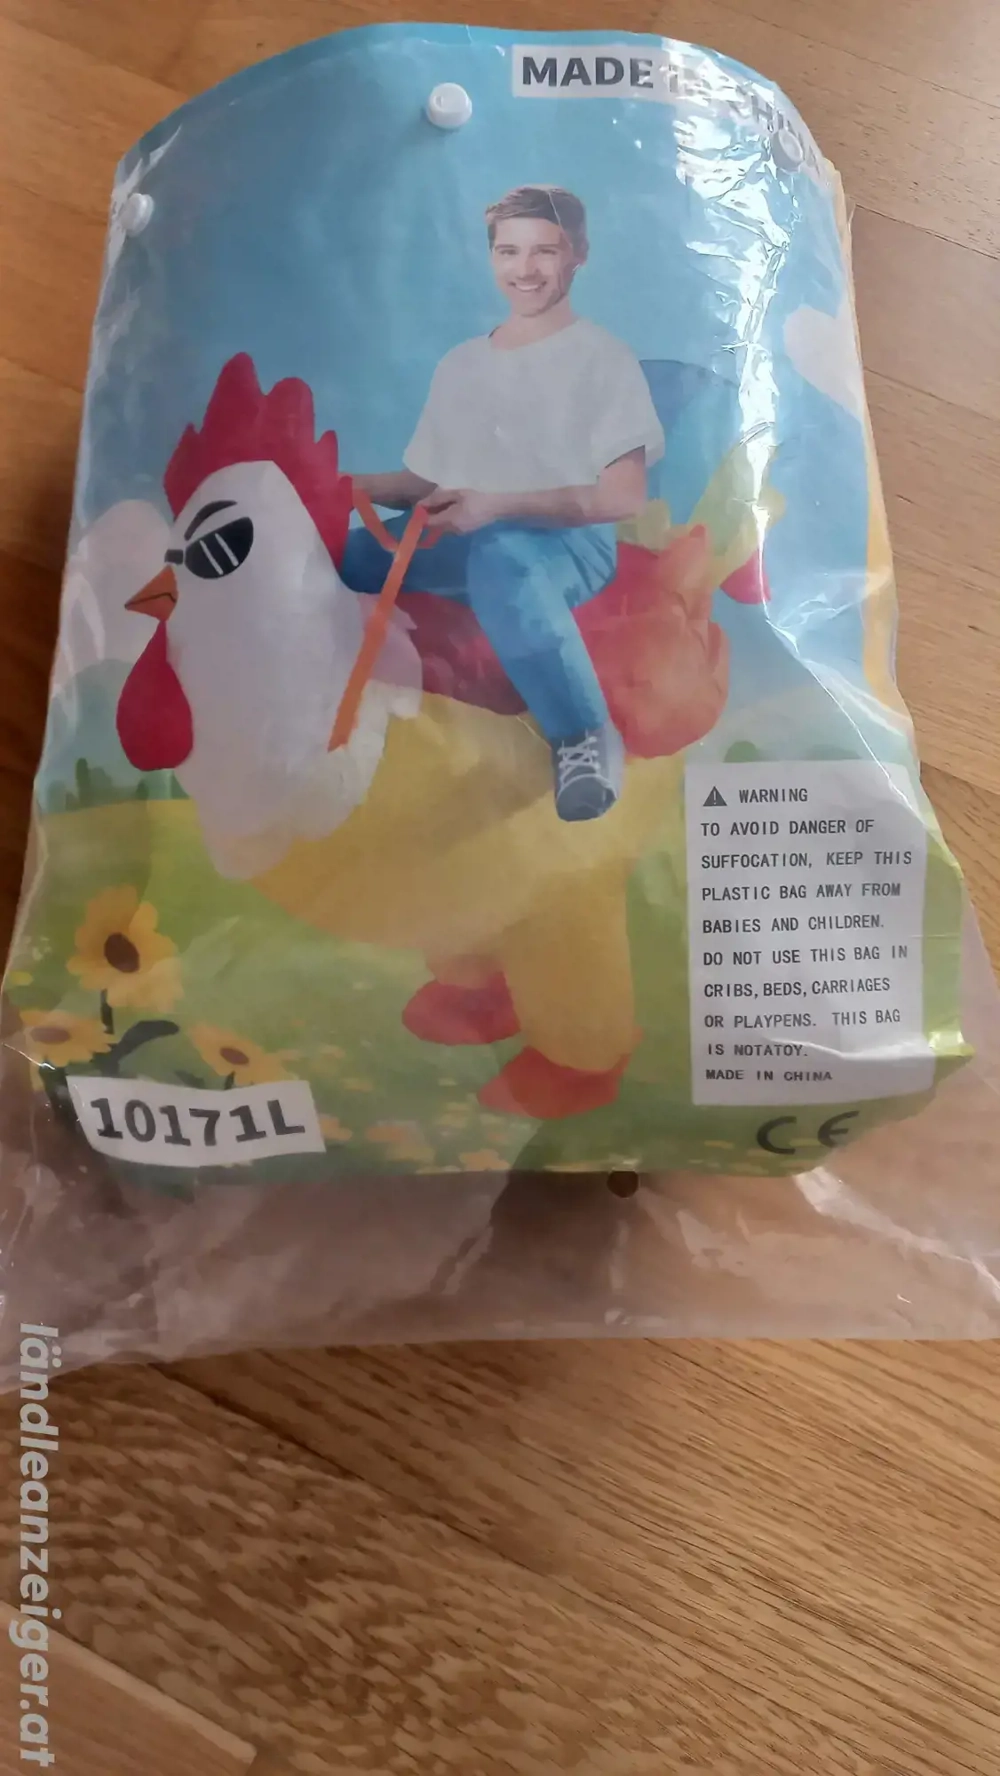 MADE IN CHINA
⚠ WARNING
TO AVOID DANGER OF
SUFFOCATION, KEEP THIS
PLASTIC BAG AWAY FROM
BABIES AND CHILDREN.
DO NOT USE THIS BAG IN
CRIBS, BEDS, CARRIAGES
OR PLAYPENS. THIS BAG
IS NOTATOY.
MADE IN CHINA
10171L
CE
ländleanzeiger.at